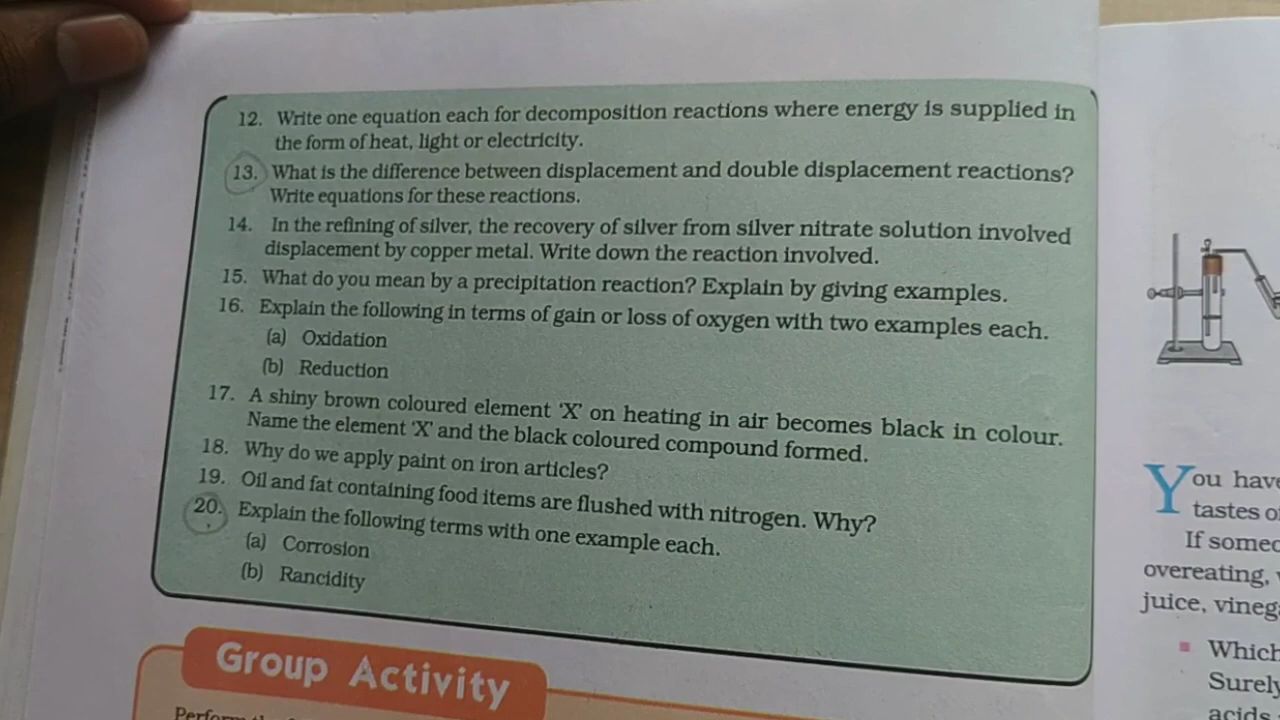 12. Write one equation each for decomposition reactions where energy is supplied in
the form of heat, light or electricity.
13. What is the difference between displacement and double displacement reactions?
Write equations for these reactions.
14. In the refining of silver, the recovery of silver from silver nitrate solution involved
displacement by copper metal. Write down the reaction involved.
15. What do you mean by a precipitation reaction? Explain by giving examples.
16. Explain the following in terms of gain or loss of oxygen with two examples each.
(a) Oxidation
(b) Reduction
17. A shiny brown coloured element ‘X’ on heating in air becomes black in colour.
Name the element ‘X’ and the black coloured compound formed.
18. Why do we apply paint on iron articles?
19. Oil and fat containing food items are flushed with nitrogen. Why?
20. Explain the following terms with one example each.
(a) Corrosion
(b) Rancidity
Group Activity
You have
tastes
If
overeating,
juice,
Which
Surely
acids